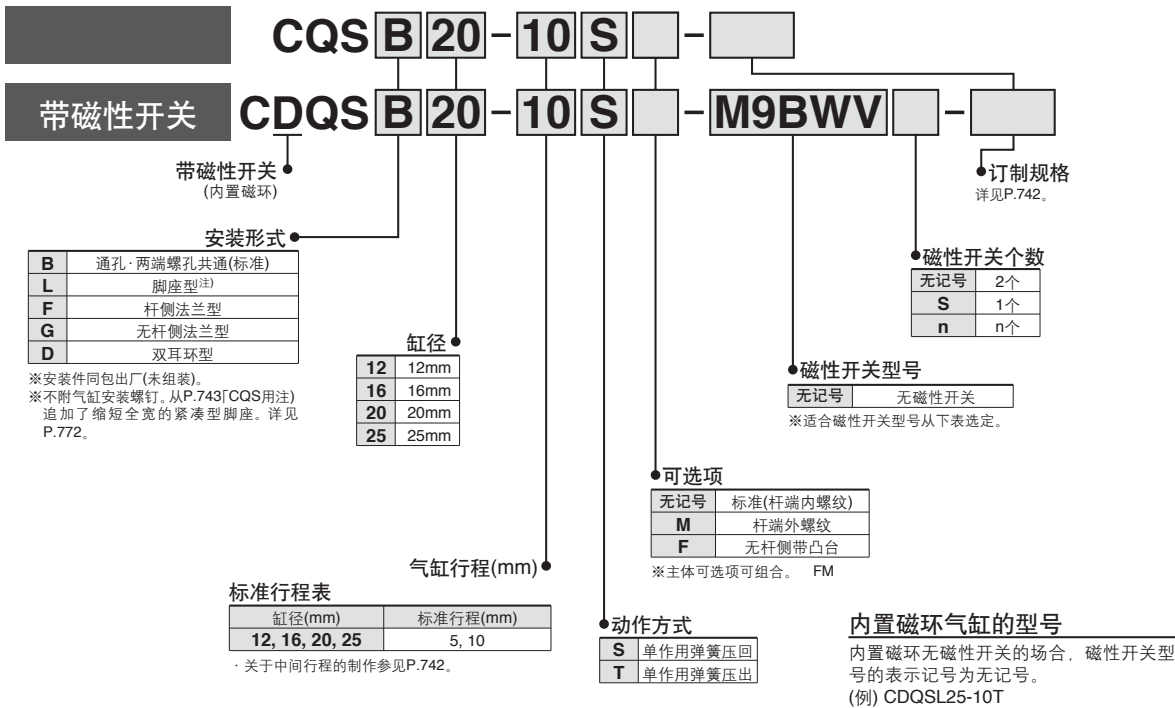 CQS B 20 - 10 S -
带磁性开关 CDQS B 20 - 10 S - M9BWV -
带磁性开关
(内置磁环)
订制规格
详见P.742。
安装形式
B 通孔·两端螺孔共通(标准)
L 脚座型注)
F 杆侧法兰型
G 无杆侧法兰型
D 双耳环型
※安装件同包出厂(未组装)。
※不附气缸安装螺钉。从P.743「CQS用注)
追加了缩短全宽的紧凑型脚座。详见
P.772。
缸径
12 12mm
16 16mm
20 20mm
25 25mm
磁性开关个数
无记号 2个
S 1个
n n个
磁性开关型号
无记号 无磁性开关
※适合磁性开关型号从下表选定。
可选项
无记号 标准(杆端内螺纹)
M 杆端外螺纹
F 无杆侧带凸台
※主体可选项可组合。 FM
气缸行程(mm)
标准行程表
缸径(mm) 标准行程(mm)
12, 16, 20, 25 5, 10
·关于中间行程的制作参见P.742。
动作方式
S 单作用弹簧压回
T 单作用弹簧压出
内置磁环气缸的型号
内置磁环无磁性开关的场合，磁性开关型
号的表示记号为无记号。
(例) CDQSL25-10T